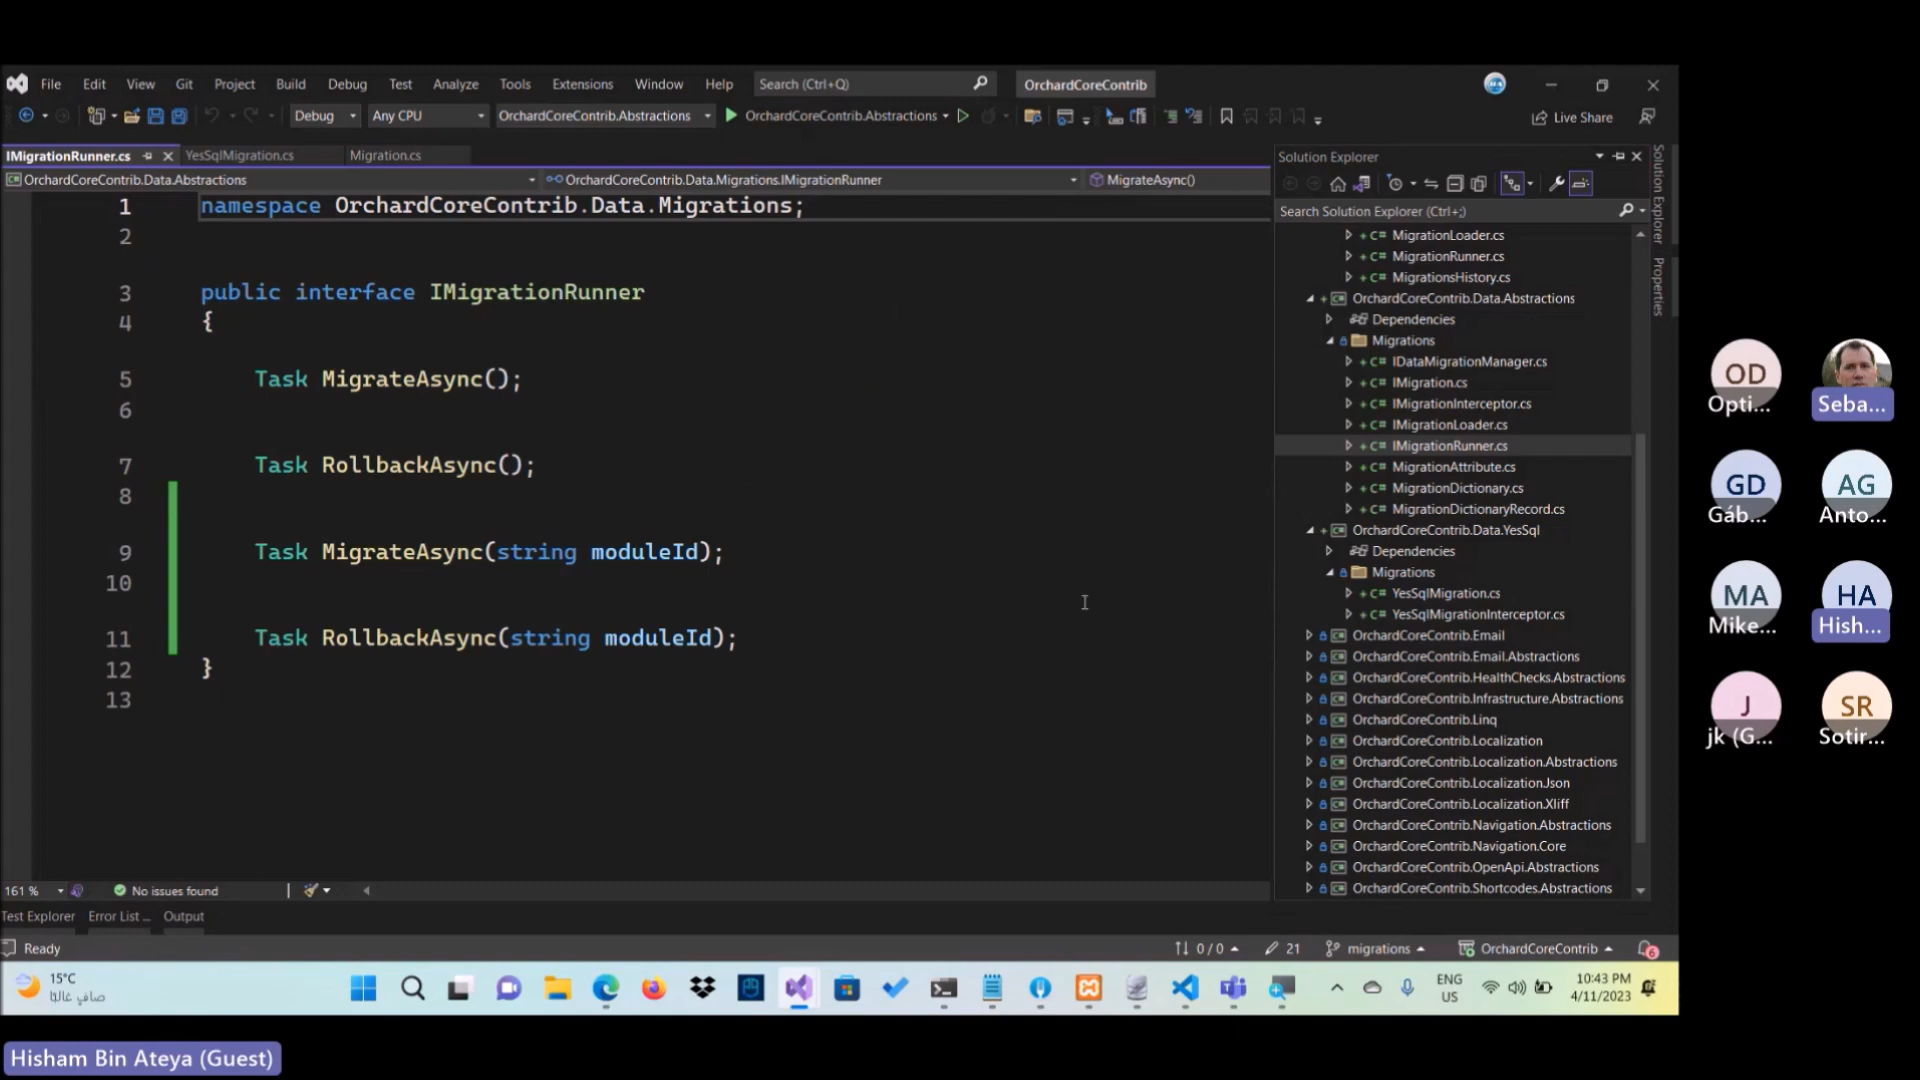 File Edit View Git Project Build Debug Test Analyze Tools Extensions Window Help Search (Ctrl+Q) OrchardCoreContrib
Debug Any CPU OrchardCoreContrib.Abstractions OrchardCoreContrib.Abstractions Live Share
IMigrationRunner.cs YesSqlMigration.cs Migration.cs
OrchardCoreContrib.Data.Abstractions OrchardCoreContrib.Data.Migrations.IMigrationRunner MigrateAsync()
1 namespace OrchardCoreContrib.Data.Migrations;
2
3 public interface IMigrationRunner
4 {
5 Task MigrateAsync();
6
7 Task RollbackAsync();
8
9 Task MigrateAsync(string moduleId);
10
11 Task RollbackAsync(string moduleId);
12 }
13
161 % No issues found
Test Explorer Error List ... Output
Solution Explorer
Search Solution Explorer (Ctrl+;)
C# MigrationLoader.cs
C# MigrationRunner.cs
C# MigrationsHistory.cs
OrchardCoreContrib.Data.Abstractions
Dependencies
Migrations
C# IDataMigrationManager.cs
C# IMigration.cs
C# IMigrationInterceptor.cs
C# IMigrationLoader.cs
C# IMigrationRunner.cs
C# MigrationAttribute.cs
C# MigrationDictionary.cs
C# MigrationDictionaryRecord.cs
OrchardCoreContrib.Data.YesSql
Dependencies
Migrations
C# YesSqlMigration.cs
C# YesSqlMigrationInterceptor.cs
OrchardCoreContrib.Email
OrchardCoreContrib.Email.Abstractions
OrchardCoreContrib.HealthChecks.Abstractions
OrchardCoreContrib.Infrastructure.Abstractions
OrchardCoreContrib.Linq
OrchardCoreContrib.Localization
OrchardCoreContrib.Localization.Abstractions
OrchardCoreContrib.Localization.Json
OrchardCoreContrib.Localization.Xliff
OrchardCoreContrib.Navigation.Abstractions
OrchardCoreContrib.Navigation.Core
OrchardCoreContrib.OpenApi.Abstractions
OrchardCoreContrib.Shortcodes.Abstractions
Solution Explorer
Properties
Ready 0 / 0 21 migrations OrchardCoreContrib 6
15°C
صافٍ غالبًا
ENG
US
10:43 PM
4/11/2023
OD
Opti...
Seba...
GD
Gáb...
AG
Anto...
MA
Mike...
HA
Hish...
J
jk (G...
SR
Sotir...
Hisham Bin Ateya (Guest)